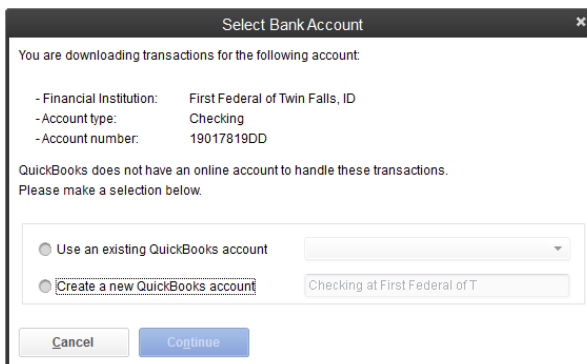 Select Bank Account
You are downloading transactions for the following account:
- Financial Institution: First Federal of Twin Falls, ID
- Account type: Checking
- Account number: 19017819DD
QuickBooks does not have an online account to handle these transactions.
Please make a selection below.
Use an existing QuickBooks account
Create a new QuickBooks account Checking at First Federal of T
Cancel Continue